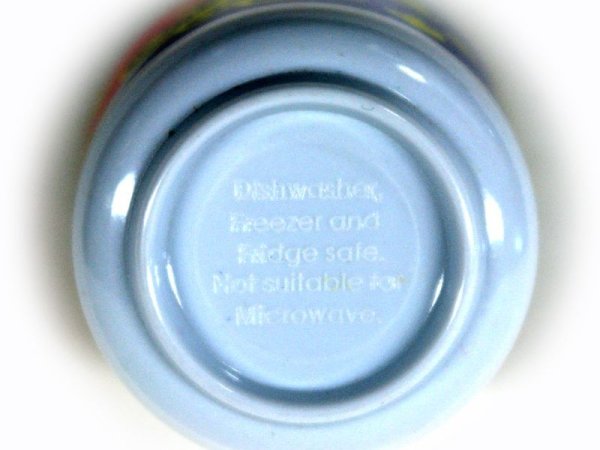 Dishwasher,
Freezer and
Fridge safe.
Not suitable for
Microwave.